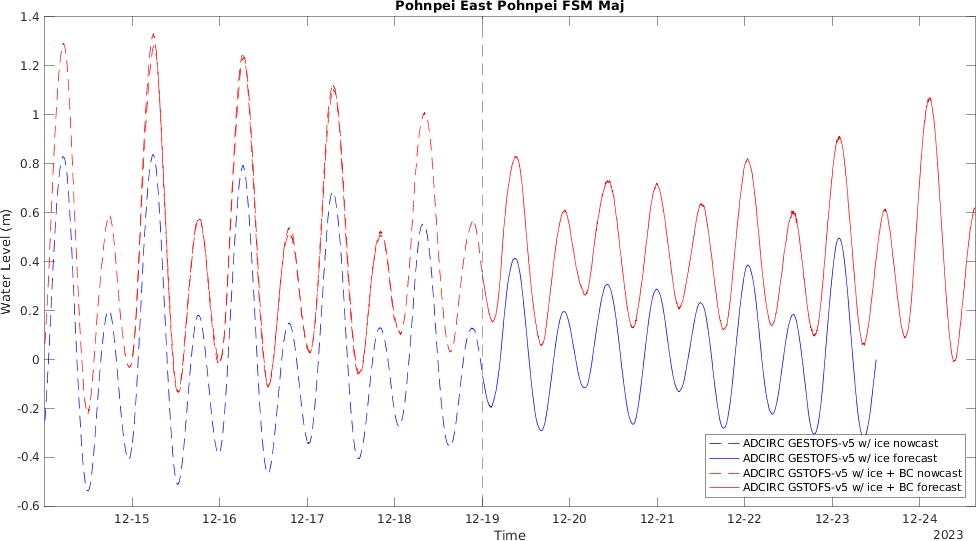 Pohnpei East Pohnpei FSM Maj
1.4
1.2
1
0.8
0.6
0.4
0.2
0
-0.2
-0.4
-0.6
Water Level (m)
ADCIRC GESTOFS-v5 w/ ice nowcast
ADCIRC GESTOFS-v5 w/ ice forecast
ADCIRC GSTOFS-v5 w/ ice + BC nowcast
ADCIRC GSTOFS-v5 w/ ice + BC forecast
12-15 12-16 12-17 12-18 12-19 12-20 12-21 12-22 12-23 12-24
Time
2023